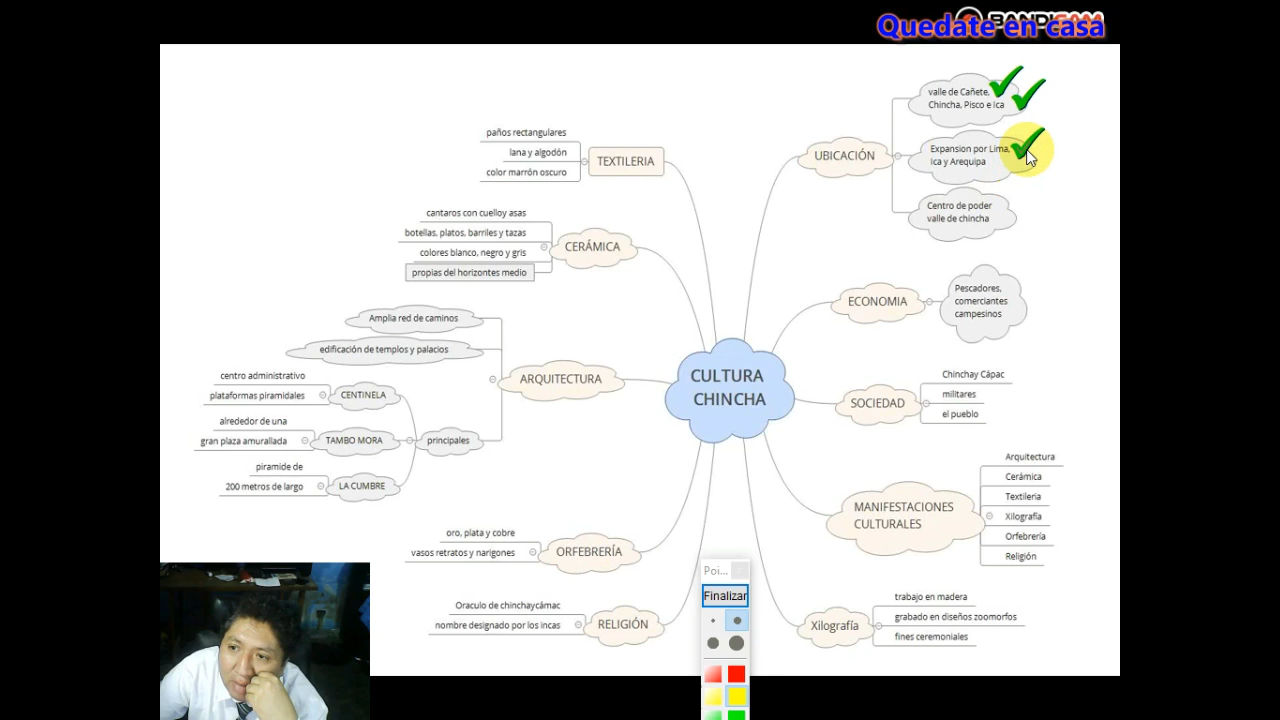 BANDICAM
Quedate en casa
CULTURA
CHINCHA
UBICACIÓN
valle de Cañete,
Chincha, Pisco e Ica
Expansion por Lima,
Ica y Arequipa
Centro de poder
valle de chincha
ECONOMIA
Pescadores,
comerciantes
campesinos
SOCIEDAD
Chinchay Cápac
militares
el pueblo
MANIFESTACIONES
CULTURALES
Arquitectura
Cerámica
Textileria
Xilografía
Orfebrería
Religión
Xilografía
trabajo en madera
grabado en diseños zoomorfos
fines ceremoniales
TEXTILERIA
paños rectangulares
lana y algodón
color marrón oscuro
CERÁMICA
cantaros con cuelloy asas
botellas, platos, barriles y tazas
colores blanco, negro y gris
propias del horizontes medio
ARQUITECTURA
Amplia red de caminos
edificación de templos y palacios
principales
CENTINELA
centro administrativo
plataformas piramidales
TAMBO MORA
alrededor de una
gran plaza amurallada
LA CUMBRE
piramide de
200 metros de largo
ORFEBRERÍA
oro, plata y cobre
vasos retratos y narigones
RELIGIÓN
Oraculo de chinchaycámac
nombre designado por los incas
Poi...
Finalizar